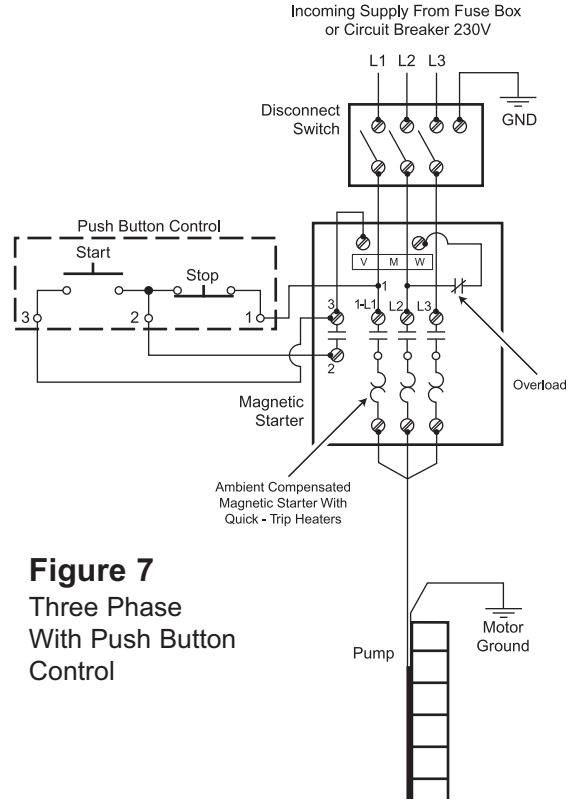 Incoming Supply From Fuse Box
or Circuit Breaker 230V
L1 L2 L3
GND
Disconnect
Switch
Push Button Control
Start
Stop
3 2 1
V M W
1
3 1-L1 L2 L3
2
Overload
Magnetic
Starter
Ambient Compensated
Magnetic Starter With
Quick - Trip Heaters
Figure 7
Three Phase
With Push Button
Control
Pump
Motor
Ground